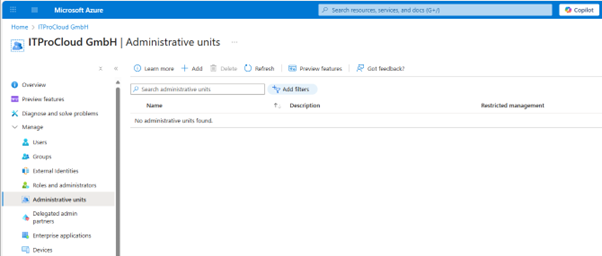 Microsoft Azure
Search resources, services, and docs (G+/)
Copilot
Home > ITProCloud GmbH
ITProCloud GmbH | Administrative units ...
Learn more + Add Delete Refresh Preview features Got feedback?
Overview
Preview features
Diagnose and solve problems
Manage
Users
Groups
External Identities
Roles and administrators
Administrative units
Delegated admin
partners
Enterprise applications
Devices
Search administrative units
Add filters
Name Description Restricted management
No administrative units found.